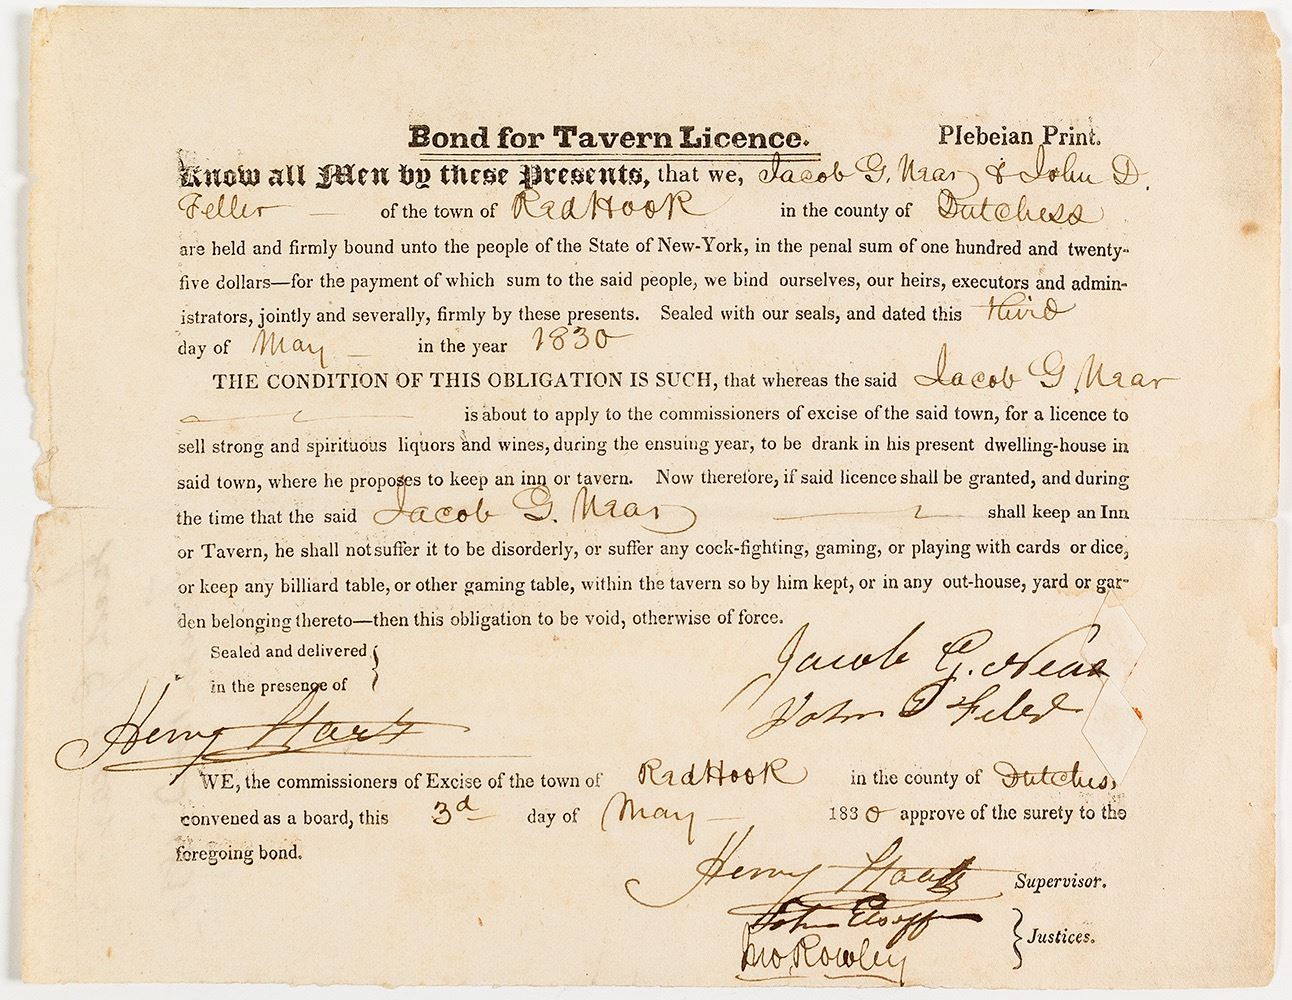 Bond for Tavern Licence. Plebeian Print.
Know all Men by these Presents, that we, Jacob G. Near & John D.
Feller of the town of Red Hook in the county of Dutchess
are held and firmly bound unto the people of the State of New-York, in the penal sum of one hundred and twenty-
five dollars—for the payment of which sum to the said people, we bind ourselves, our heirs, executors and admin-
istrators, jointly and severally, firmly by these presents. Sealed with our seals, and dated this third
day of May in the year 1830
THE CONDITION OF THIS OBLIGATION IS SUCH, that whereas the said Jacob G. Near
is about to apply to the commissioners of excise of the said town, for a licence to
sell strong and spirituous liquors and wines, during the ensuing year, to be drank in his present dwelling-house in
said town, where he proposes to keep an inn or tavern. Now therefore, if said licence shall be granted, and during
the time that the said Jacob G. Near shall keep an Inn
or Tavern, he shall not suffer it to be disorderly, or suffer any cock-fighting, gaming, or playing with cards or dice,
or keep any billiard table, or other gaming table, within the tavern so by him kept, or in any out-house, yard or gar-
den belonging thereto—then this obligation to be void, otherwise of force.
Sealed and delivered
in the presence of
Jacob G. Near
John D Feler
Henry Staats
WE, the commissioners of Excise of the town of Red Hook in the county of Dutchess
convened as a board, this 3d day of May 1830 approve of the surety to the
foregoing bond.
Henry Staats Supervisor.
John Elseffer
Jno. Rowley Justices.